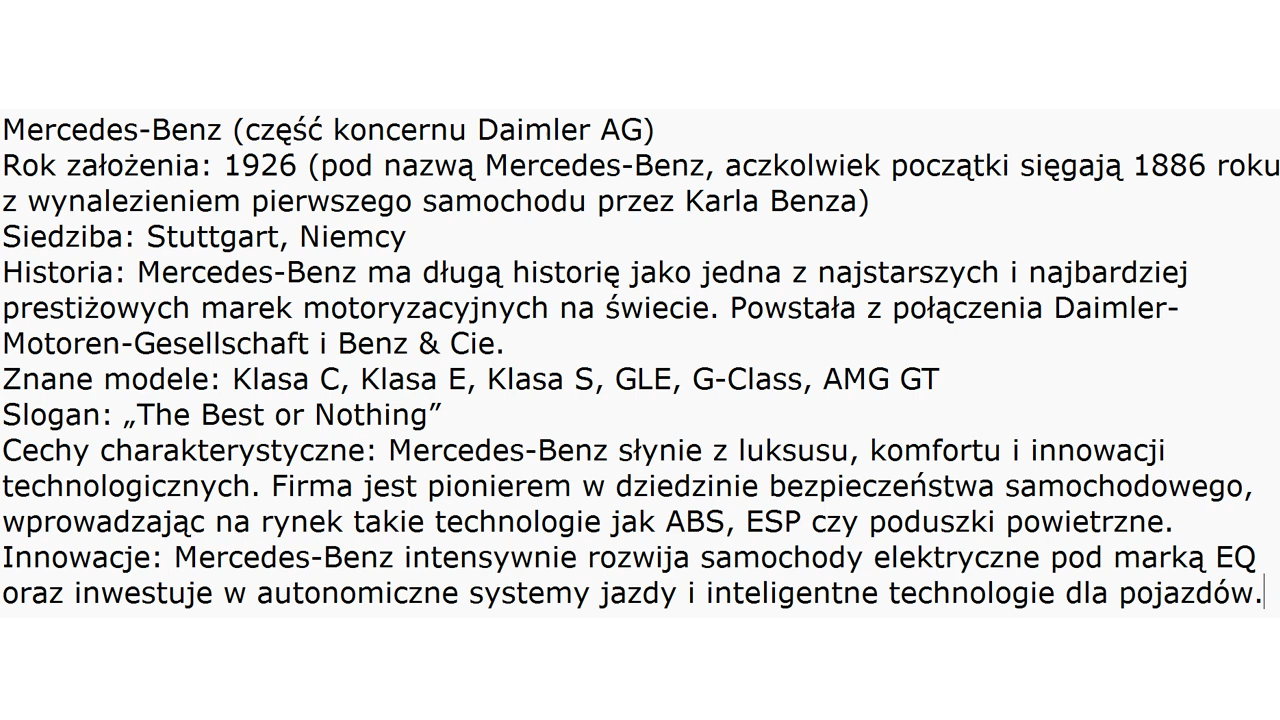 Mercedes-Benz (część koncernu Daimler AG)
Rok założenia: 1926 (pod nazwą Mercedes-Benz, aczkolwiek początki sięgają 1886 roku
z wynalezieniem pierwszego samochodu przez Karla Benza)
Siedziba: Stuttgart, Niemcy
Historia: Mercedes-Benz ma długą historię jako jedna z najstarszych i najbardziej
prestiżowych marek motoryzacyjnych na świecie. Powstała z połączenia Daimler-
Motoren-Gesellschaft i Benz & Cie.
Znane modele: Klasa C, Klasa E, Klasa S, GLE, G-Class, AMG GT
Slogan: „The Best or Nothing”
Cechy charakterystyczne: Mercedes-Benz słynie z luksusu, komfortu i innowacji
technologicznych. Firma jest pionierem w dziedzinie bezpieczeństwa samochodowego,
wprowadzając na rynek takie technologie jak ABS, ESP czy poduszki powietrzne.
Innowacje: Mercedes-Benz intensywnie rozwija samochody elektryczne pod marką EQ
oraz inwestuje w autonomiczne systemy jazdy i inteligentne technologie dla pojazdów.